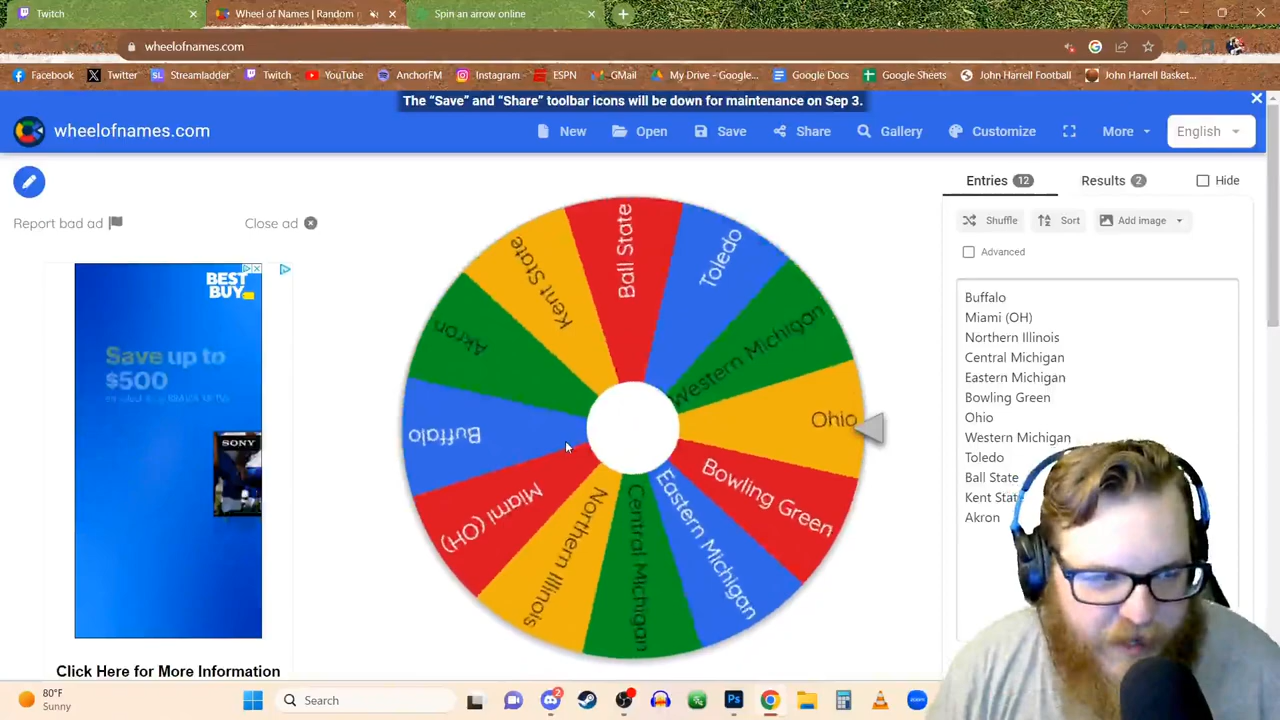 Twitch
Wheel of Names | Random
Spin an arrow online
wheelofnames.com
Facebook
Twitter
Streamladder
Twitch
YouTube
AnchorFM
Instagram
ESPN
GMail
My Drive - Google...
Google Docs
Google Sheets
John Harrell Football
John Harrell Basket...
The “Save” and “Share” toolbar icons will be down for maintenance on Sep 3.
wheelofnames.com
New
Open
Save
Share
Gallery
Customize
More
English
Report bad ad
Close ad
BEST BUY
Save up to
$500
SONY
Click Here for More Information
Ball State
Toledo
Western Michigan
Ohio
Bowling Green
Eastern Michigan
Central Michigan
Northern Illinois
Miami (OH)
Buffalo
Akron
Kent State
Entries 12
Results 2
Hide
Shuffle
Sort
Add image
Advanced
Buffalo
Miami (OH)
Northern Illinois
Central Michigan
Eastern Michigan
Bowling Green
Ohio
Western Michigan
Toledo
Ball State
Kent State
Akron
80°F
Sunny
Search
2
zoom